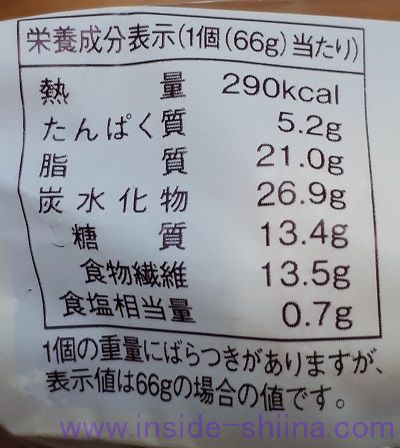 栄養成分表示(1個(66g)当たり)
熱量 290kcal
たんぱく質 5.2g
脂質 21.0g
炭水化物 26.9g
糖質 13.4g
食物繊維 13.5g
食塩相当量 0.7g
1個の重量にばらつきがありますが、
表示値は66gの場合の値です。
www.inside-shiina.com